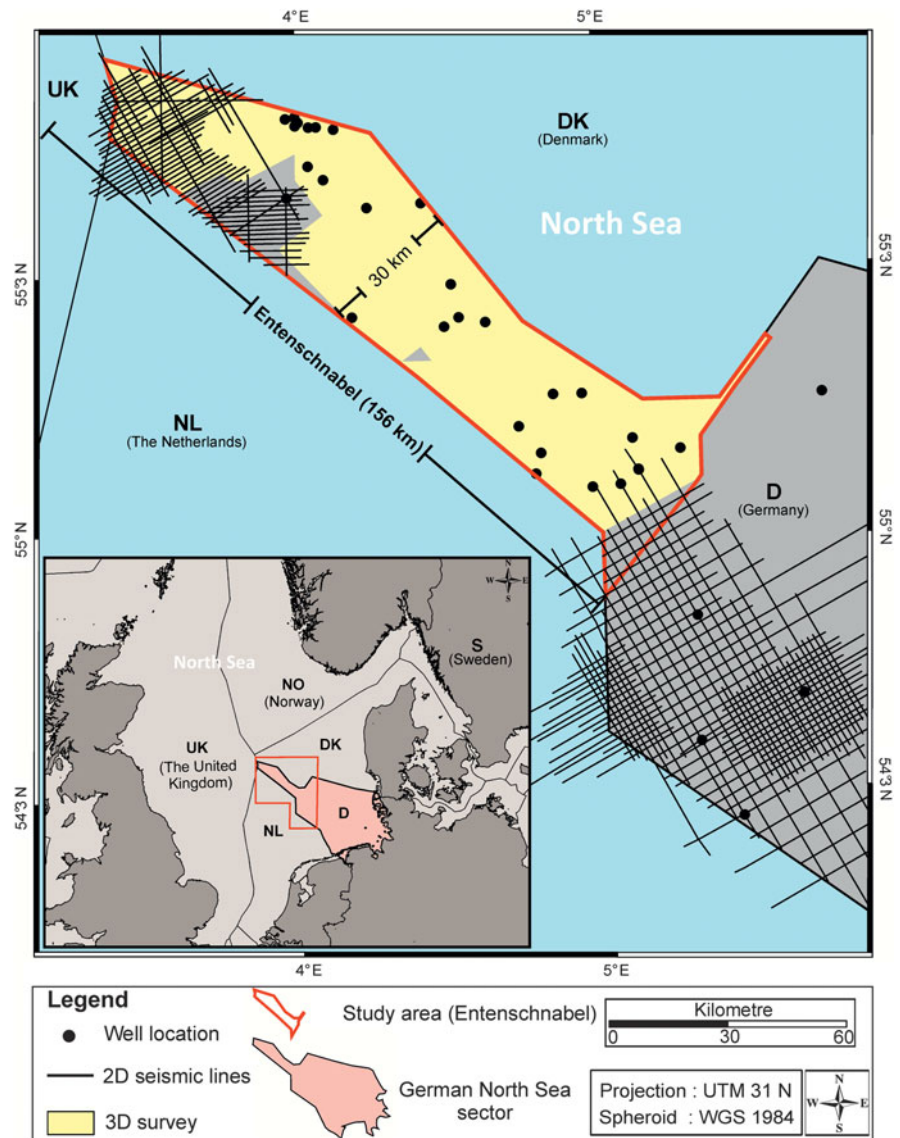 4°E
5°E
UK
DK
(Denmark)
North Sea
55°3 N
55°3 N
30 km
Entenschnabel (156 km)
NL
(The Netherlands)
D
(Germany)
55°N
55°N
N
W E
S
North Sea
S
(Sweden)
NO
(Norway)
UK
(The United
Kingdom)
DK
NL
D
54°3 N
54°3 N
4°E
5°E
Legend
Well location
2D seismic lines
3D survey
Study area (Entenschnabel)
German North Sea
sector
Kilometre
0 30 60
Projection : UTM 31 N
Spheroid : WGS 1984
N
W E
S